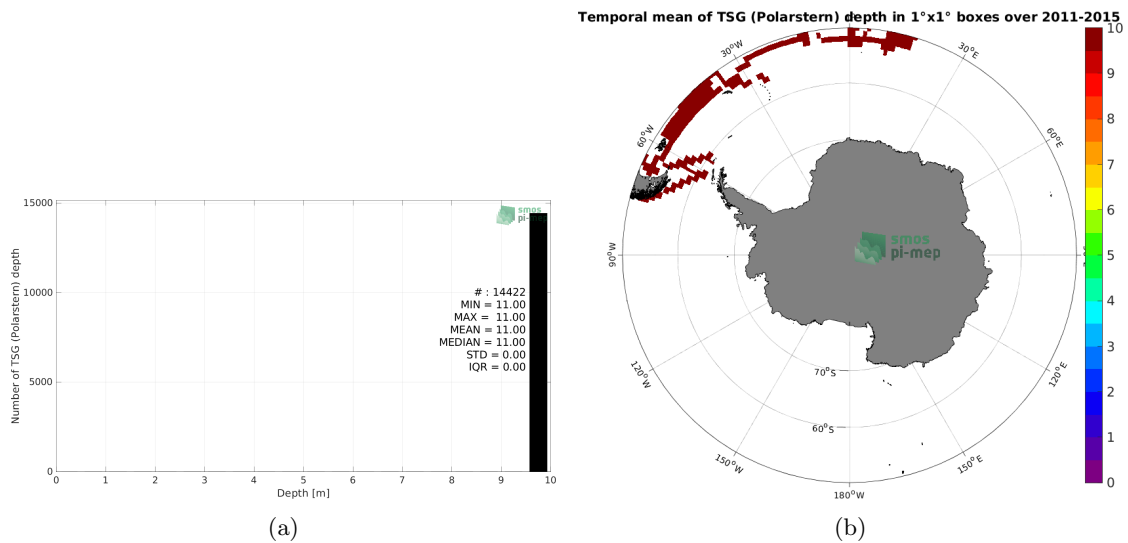 Temporal mean of TSG (Polarstern) depth in 1°x1° boxes over 2011-2015
15000
10000
5000
0
Number of TSG (Polarstern) depth
smos
pi-mep
# : 14422
MIN = 11.00
MAX = 11.00
MEAN = 11.00
MEDIAN = 11.00
STD = 0.00
IQR = 0.00
0 1 2 3 4 5 6 7 8 9 10
Depth [m]
(a)
30°W
30°E
60°W
60°E
90°W
smos
pi-mep
120°W
120°E
70°S
60°S
150°W
150°E
180°W
10
9
8
7
6
5
4
3
2
1
0
(b)